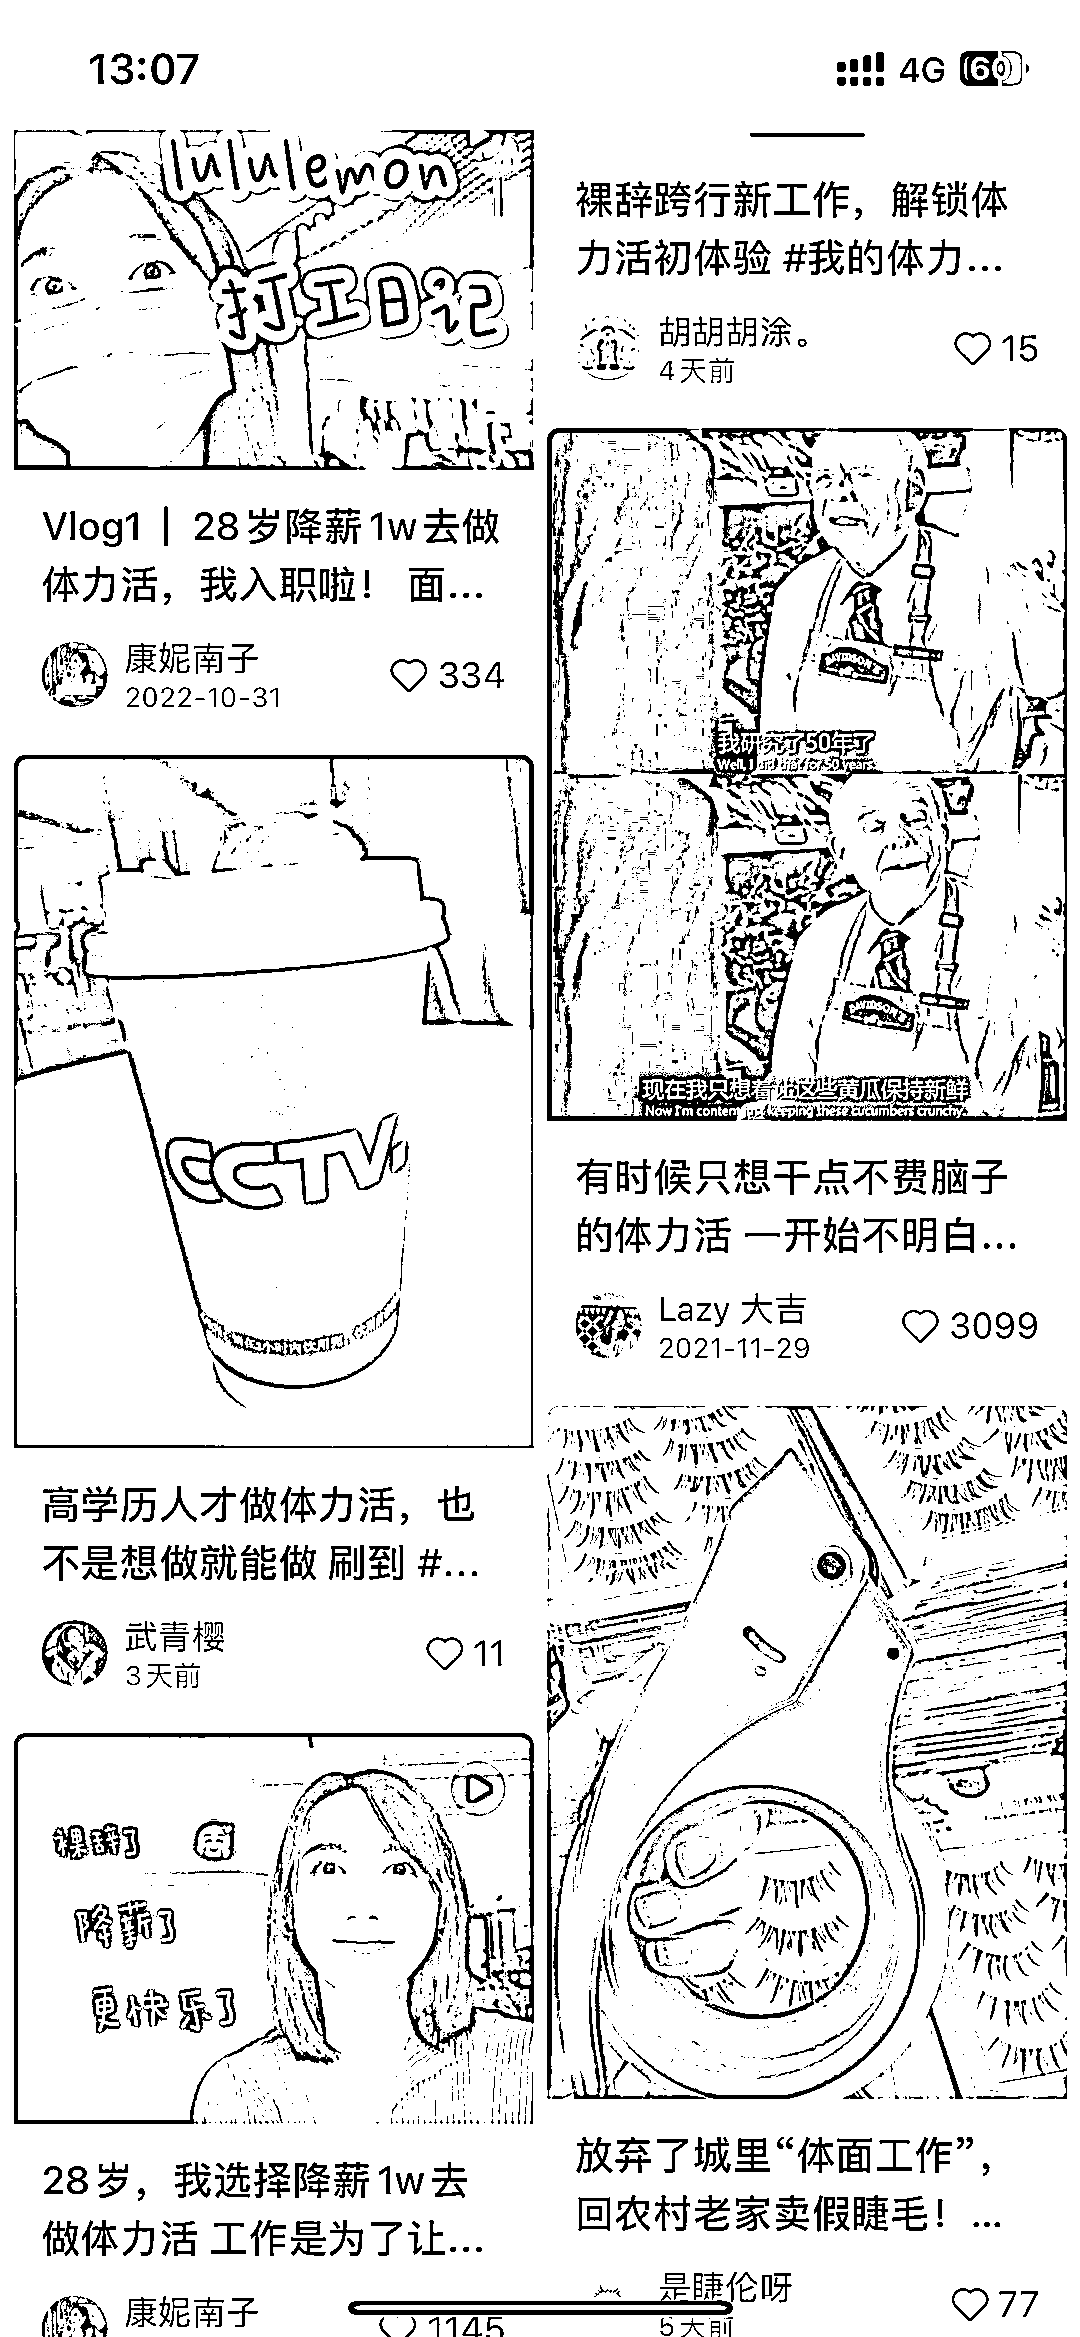 13:07
4G
60
lululemon
打工日记
Vlog1｜28岁降薪1w去做
体力活，我入职啦！ 面...
康妮南子
2022-10-31
334
CCTV
高学历人才做体力活，也
不是想做就能做 刷到 #...
武青樱
3天前
11
裸辞了
降薪了
更快乐了
28岁，我选择降薪1w去
做体力活 工作是为了让...
康妮南子
1145
裸辞跨行新工作，解锁体
力活初体验 #我的体力...
胡胡胡涂。
4天前
15
我研究了50年了
Well, I did that for 50 years.
现在我只想看让这些黄瓜保持新鲜
Now I'm content just keeping these cucumbers crunchy.
有时候只想干点不费脑子
的体力活 一开始不明白...
Lazy 大吉
2021-11-29
3099
放弃了城里“体面工作”，
回农村老家卖假睫毛！...
是睫伦呀
5天前
77